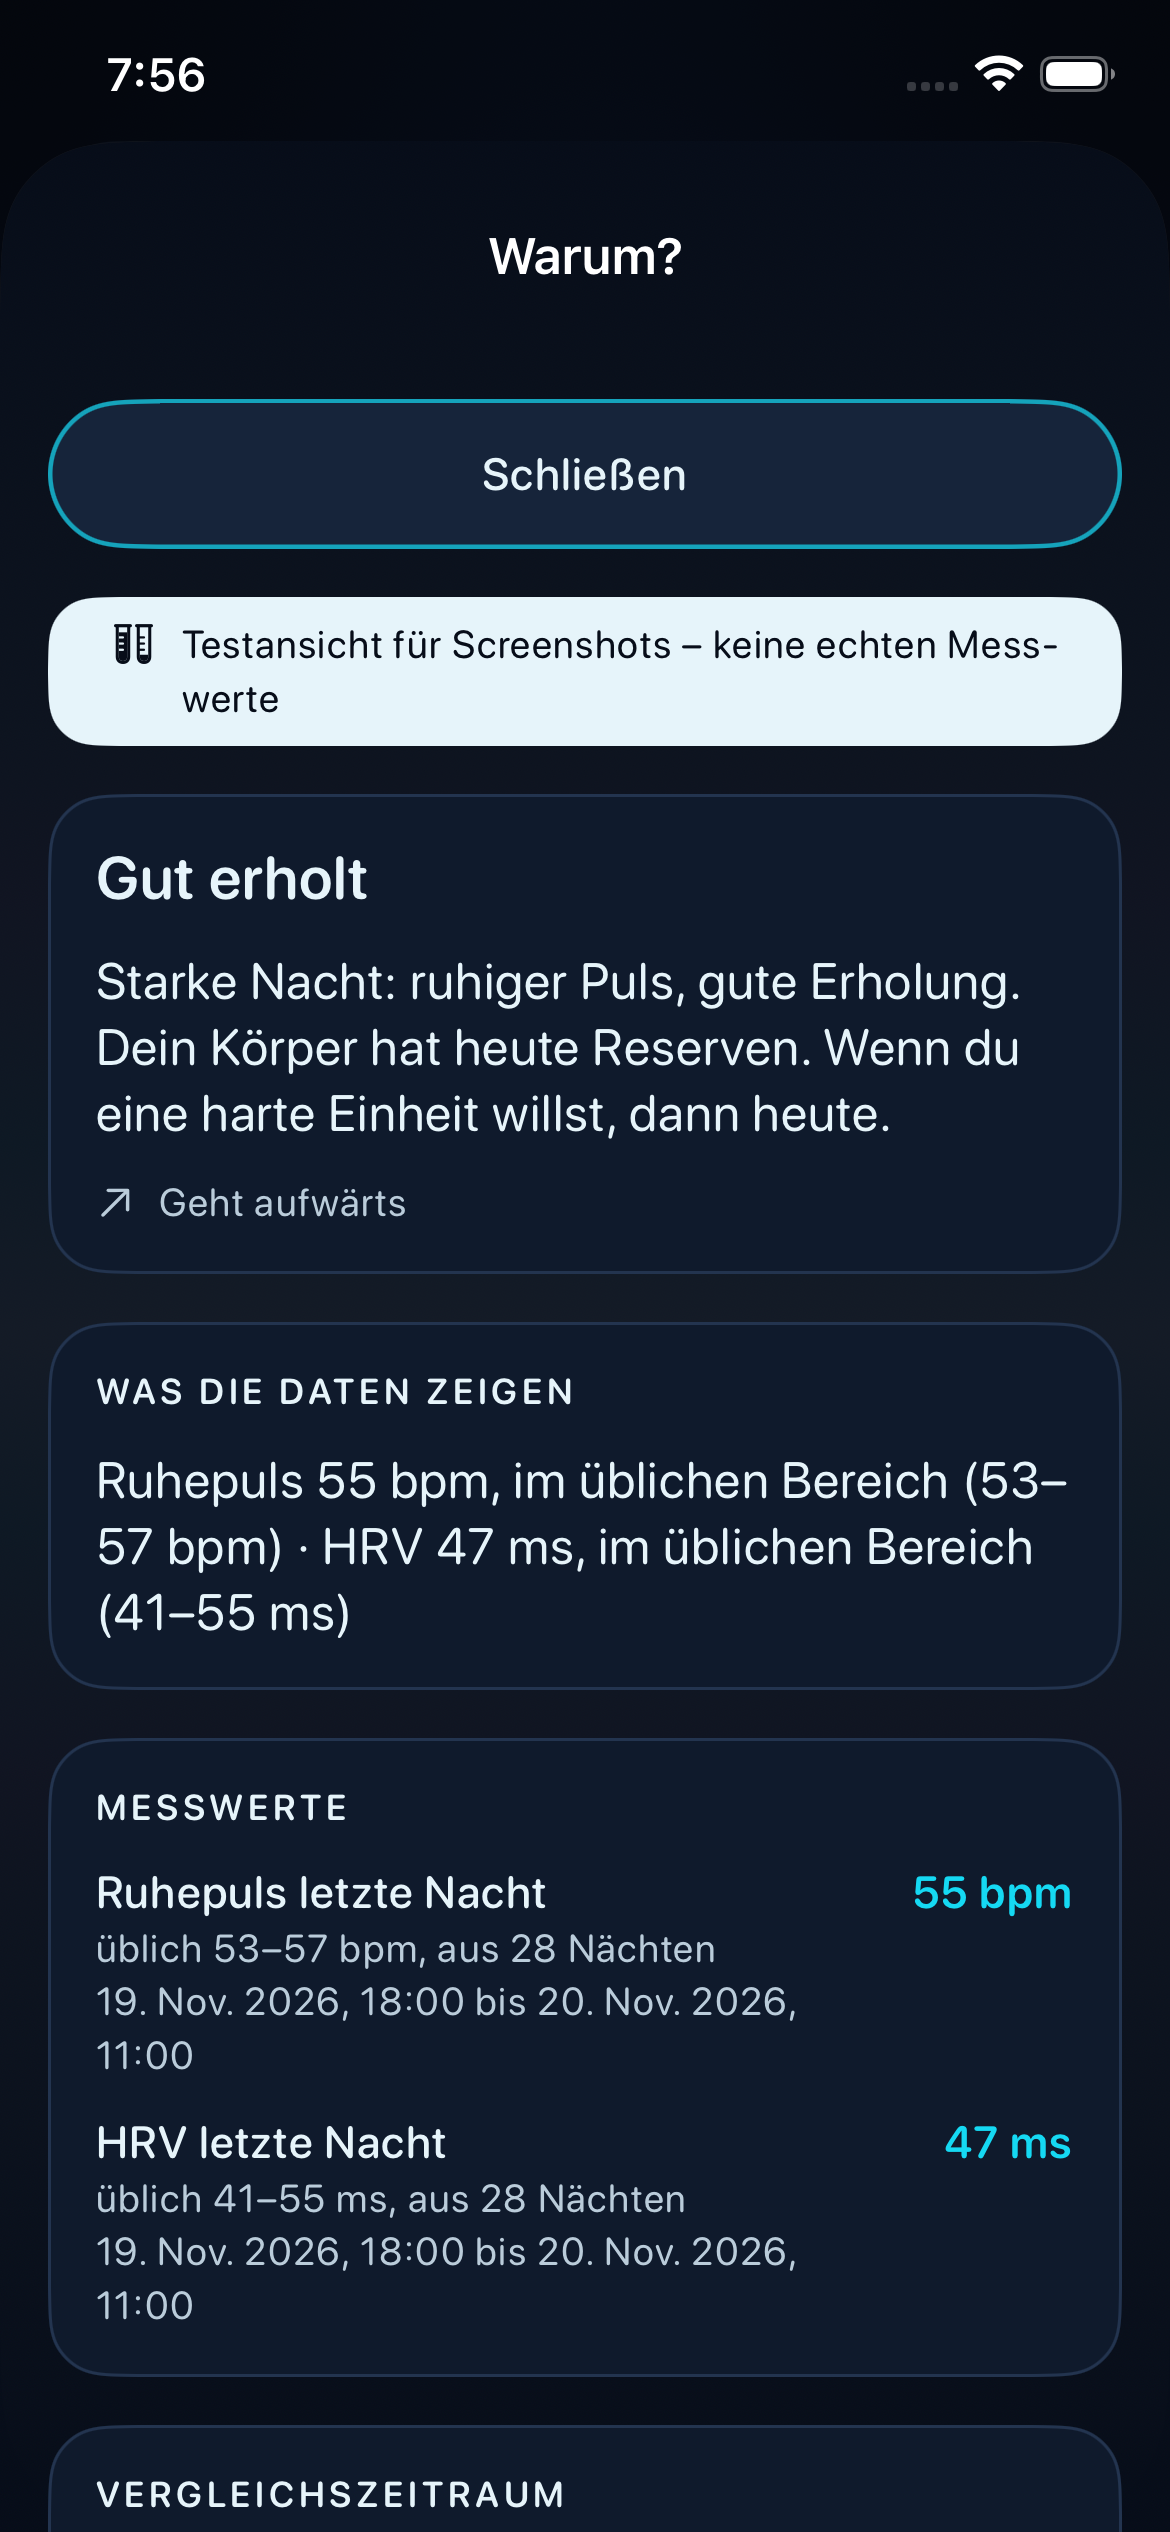 7:56
Warum?
Schließen
Testansicht für Screenshots – keine echten Mess-
werte
Gut erholt
Starke Nacht: ruhiger Puls, gute Erholung.
Dein Körper hat heute Reserven. Wenn du
eine harte Einheit willst, dann heute.
Geht aufwärts
WAS DIE DATEN ZEIGEN
Ruhepuls 55 bpm, im üblichen Bereich (53–
57 bpm) · HRV 47 ms, im üblichen Bereich
(41–55 ms)
MESSWERTE
Ruhepuls letzte Nacht 55 bpm
üblich 53–57 bpm, aus 28 Nächten
19. Nov. 2026, 18:00 bis 20. Nov. 2026,
11:00
HRV letzte Nacht 47 ms
üblich 41–55 ms, aus 28 Nächten
19. Nov. 2026, 18:00 bis 20. Nov. 2026,
11:00
VERGLEICHSZEITRAUM